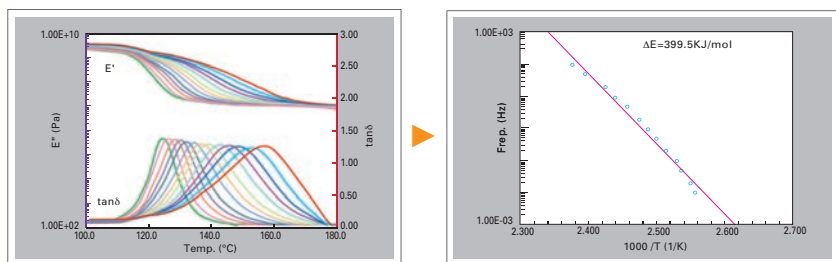 1.00E+10
E'
E" (Pa)
tanδ
1.00E+02
3.00
2.50
2.00
1.50
1.00
0.50
0.00
tanδ
100.0 120.0 140.0 160.0 180.0
Temp. (°C)
1.00E+03
ΔE=399.5KJ/mol
Frep. (Hz)
1.00E-03
2.300 2.400 2.500 2.600 2.700
1000 /T (1/K)